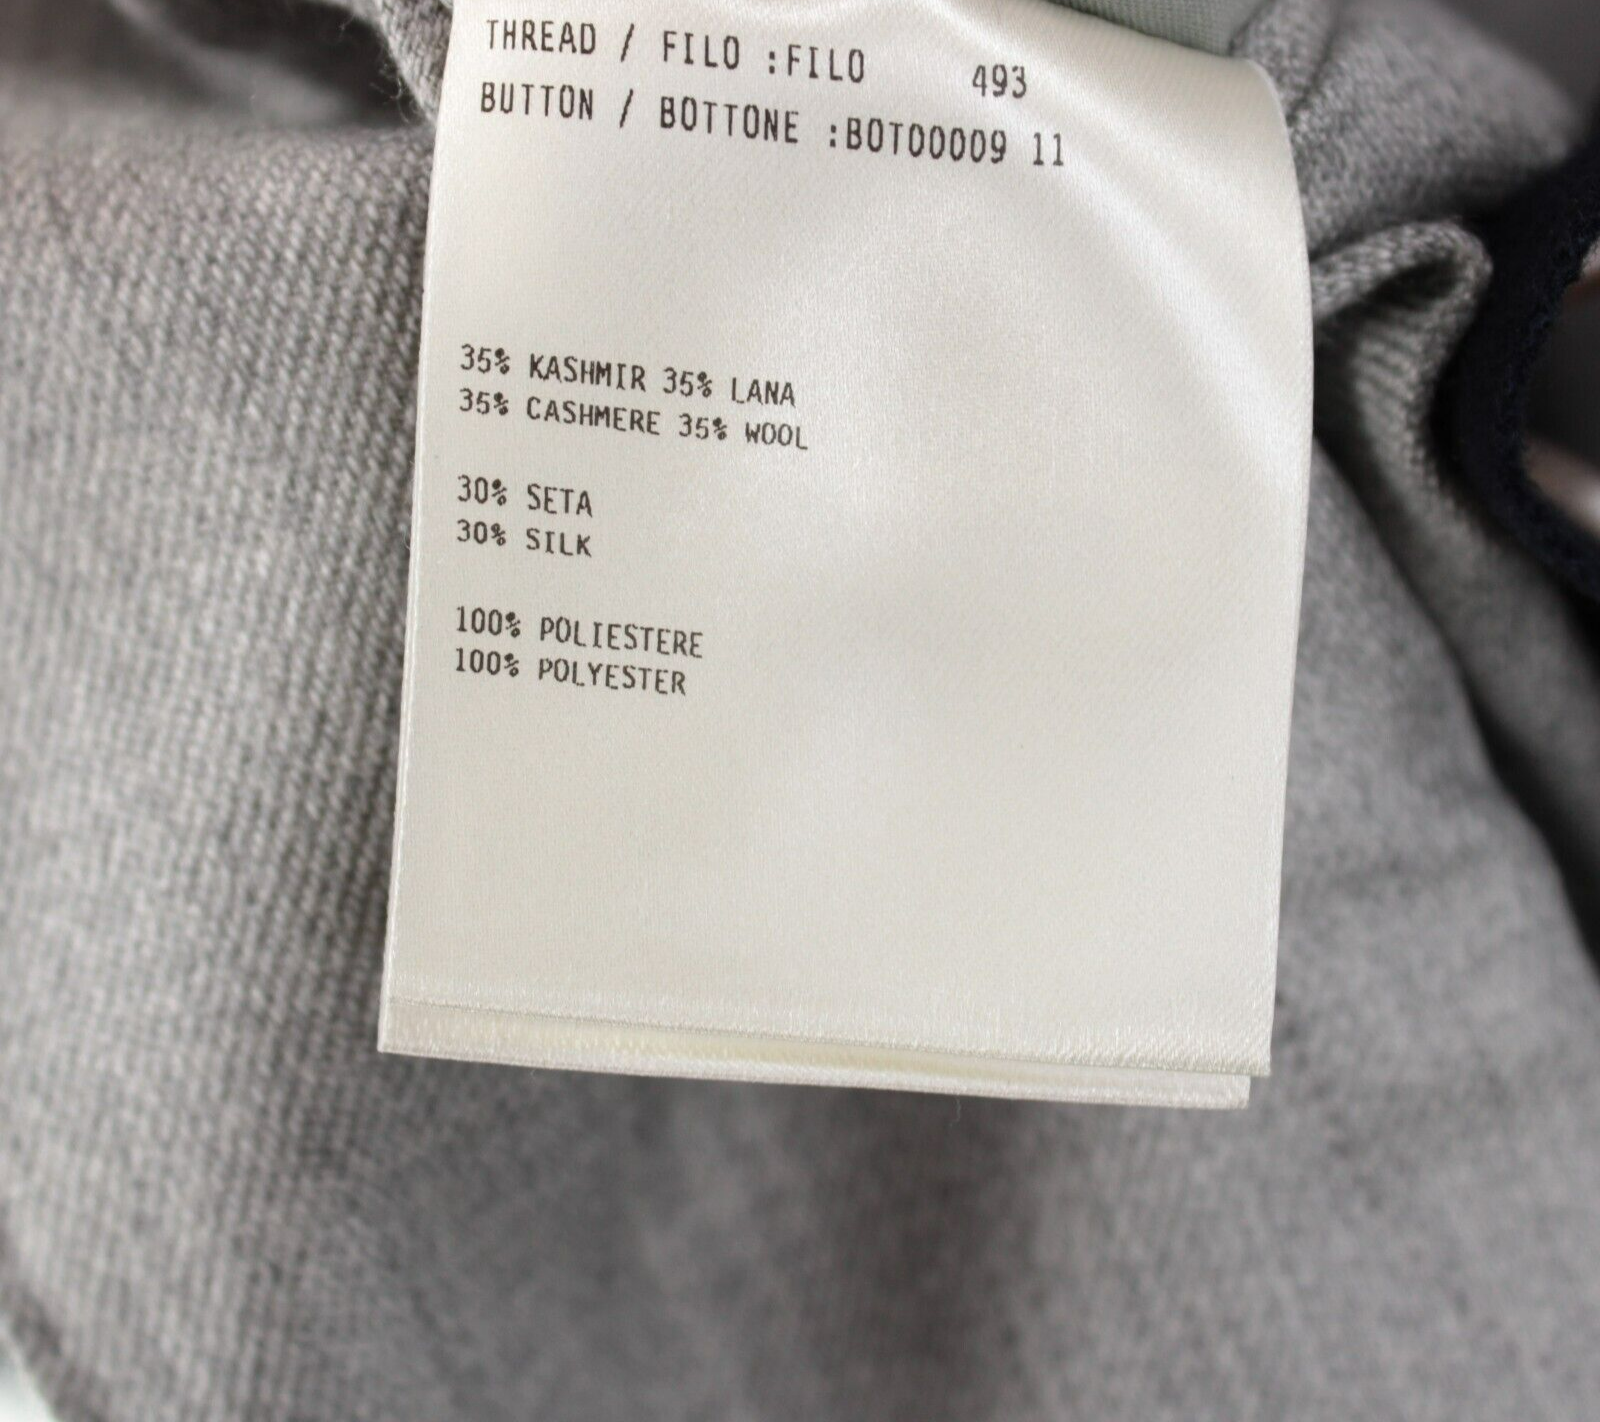 THREAD / FILO :FILO 493
BUTTON / BOTTONE :BOT00009 11
35% KASHMIR 35% LANA
35% CASHMERE 35% WOOL
30% SETA
30% SILK
100% POLIESTERE
100% POLYESTER